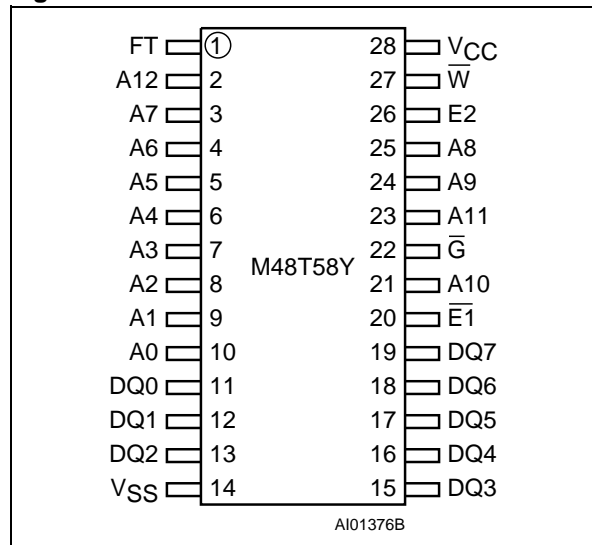 FT 1 28 VCC
A12 2 27 W̅
A7 3 26 E2
A6 4 25 A8
A5 5 24 A9
A4 6 23 A11
A3 7 22 G̅
A2 8 M48T58Y 21 A10
A1 9 20 E̅1̅
A0 10 19 DQ7
DQ0 11 18 DQ6
DQ1 12 17 DQ5
DQ2 13 16 DQ4
VSS 14 15 DQ3
AI01376B